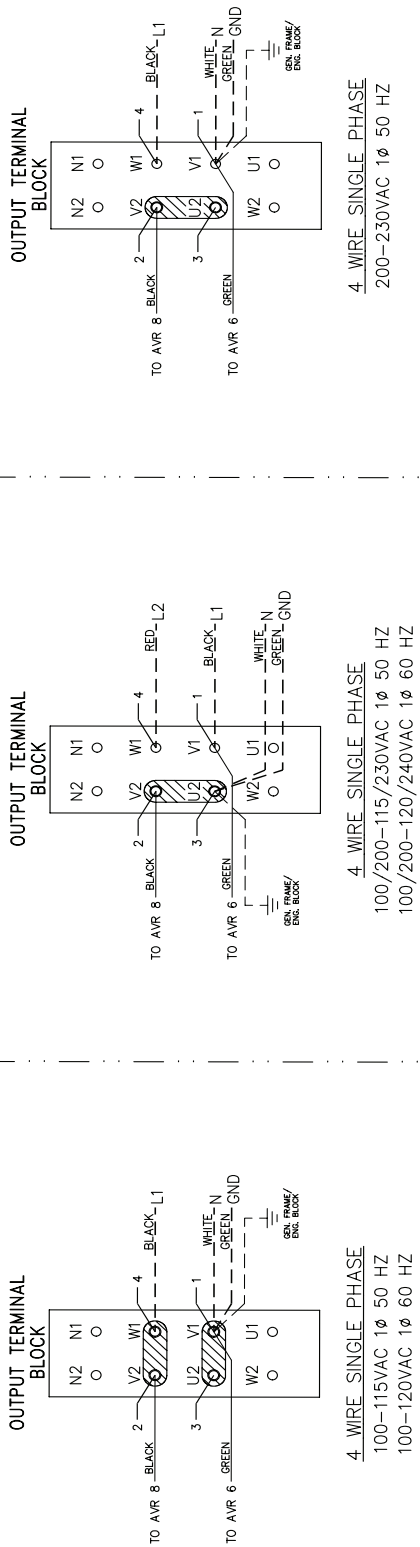 OUTPUT TERMINAL
BLOCK
N2 N1
2 V2 W1 4
TO AVR 8 BLACK BLACK L1
3 U2 V1 1
WHITE N
TO AVR 6 GREEN GREEN GND
W2 U1
GEN. FRAME/
ENG. BLOCK
4 WIRE SINGLE PHASE
100-115VAC 1ø 50 HZ
100-120VAC 1ø 60 HZ
OUTPUT TERMINAL
BLOCK
N2 N1
2 V2 W1 4
TO AVR 8 BLACK RED L2
3 U2 V1 1
BLACK L1
TO AVR 6 GREEN
W2 U1
WHITE N
GREEN GND
GEN. FRAME/
ENG. BLOCK
4 WIRE SINGLE PHASE
100/200-115/230VAC 1ø 50 HZ
100/200-120/240VAC 1ø 60 HZ
OUTPUT TERMINAL
BLOCK
N2 N1
2 V2 W1 4
TO AVR 8 BLACK BLACK L1
3 U2 V1 1
WHITE N
TO AVR 6 GREEN GREEN GND
W2 U1
GEN. FRAME/
ENG. BLOCK
4 WIRE SINGLE PHASE
200-230VAC 1ø 50 HZ